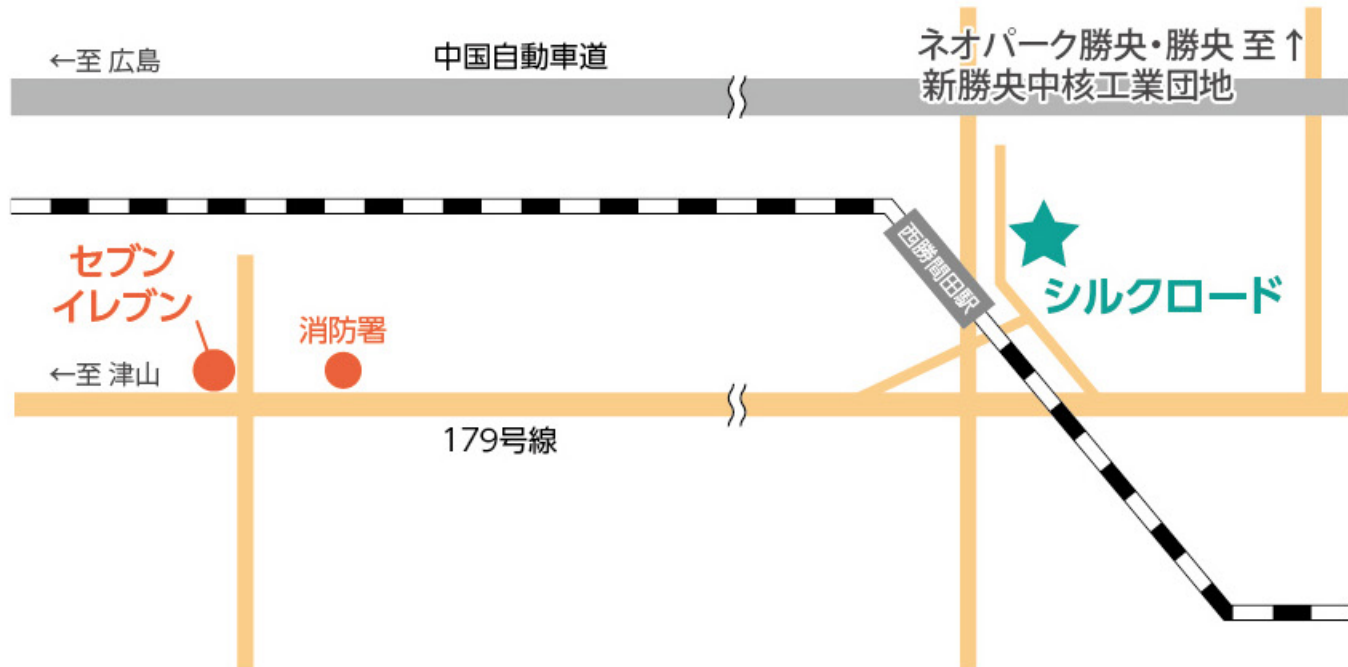 ←至 広島
中国自動車道
ネオパーク勝央・勝央 至↑
新勝央中核工業団地
西勝間田駅
セブン
イレブン
消防署
シルクロード
←至 津山
179号線